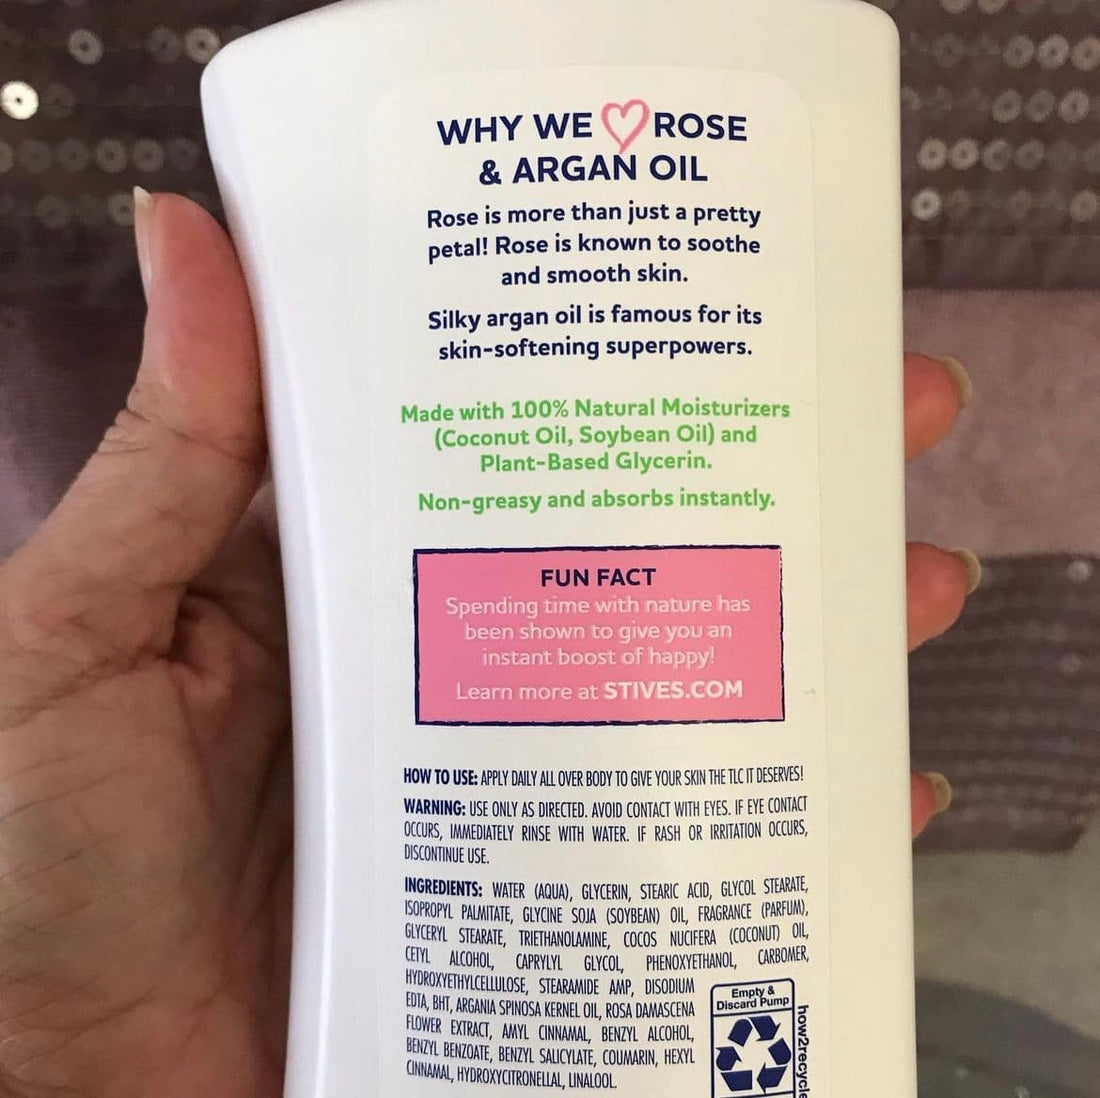 WHY WE ROSE
& ARGAN OIL
Rose is more than just a pretty
petal! Rose is known to soothe
and smooth skin.
Silky argan oil is famous for its
skin-softening superpowers.
Made with 100% Natural Moisturizers
(Coconut Oil, Soybean Oil) and
Plant-Based Glycerin.
Non-greasy and absorbs instantly.
FUN FACT
Spending time with nature has
been shown to give you an
instant boost of happy!
Learn more at STIVES.COM
HOW TO USE: APPLY DAILY ALL OVER BODY TO GIVE YOUR SKIN THE TLC IT DESERVES!
WARNING: USE ONLY AS DIRECTED. AVOID CONTACT WITH EYES. IF EYE CONTACT
OCCURS, IMMEDIATELY RINSE WITH WATER. IF RASH OR IRRITATION OCCURS,
DISCONTINUE USE.
INGREDIENTS: WATER (AQUA), GLYCERIN, STEARIC ACID, GLYCOL STEARATE,
ISOPROPYL PALMITATE, GLYCINE SOJA (SOYBEAN) OIL, FRAGRANCE (PARFUM),
GLYCERYL STEARATE, TRIETHANOLAMINE, COCOS NUCIFERA (COCONUT) OIL,
CETYL ALCOHOL, CAPRYLYL GLYCOL, PHENOXYETHANOL, CARBOMER,
HYDROXYETHYLCELLULOSE, STEARAMIDE AMP, DISODIUM
EDTA, BHT, ARGANIA SPINOSA KERNEL OIL, ROSA DAMASCENA
FLOWER EXTRACT, AMYL CINNAMAL, BENZYL ALCOHOL,
BENZYL BENZOATE, BENZYL SALICYLATE, COUMARIN, HEXYL
CINNAMAL, HYDROXYCITRONELLAL, LINALOOL.
Empty &
Discard Pump
how2recycle